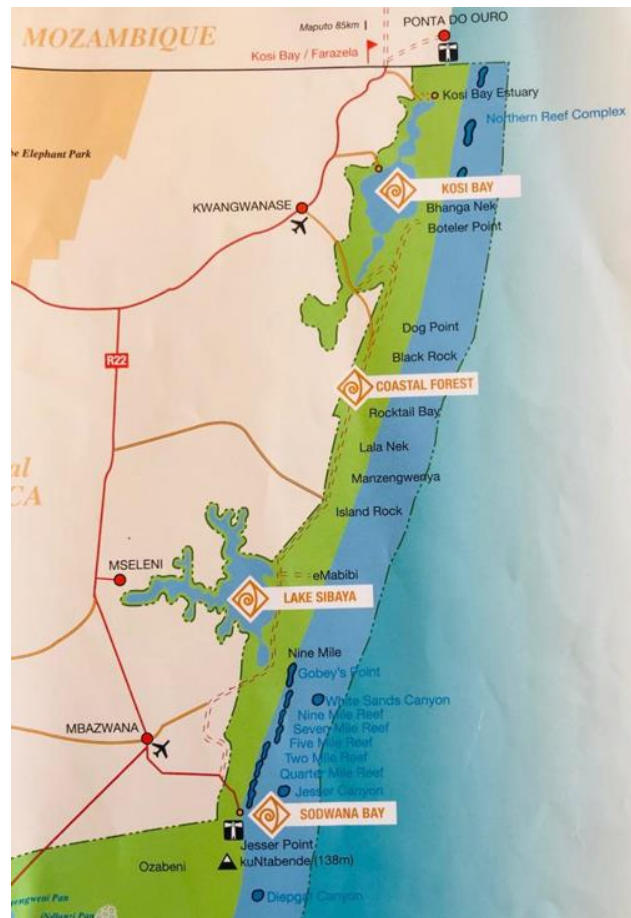 MOZAMBIQUE
Maputo 85km
PONTA DO OURO
Kosi Bay / Farazela
Kosi Bay Estuary
Northern Reef Complex
Elephant Park
KOSI BAY
KWANGWANASE
Bhanga Nek
Boteler Point
Dog Point
Black Rock
R22
COASTAL FOREST
Rocktail Bay
Lala Nek
Manzengwenya
Island Rock
MSELENI
eMabibi
LAKE SIBAYA
Nine Mile
Gobey's Point
White Sands Canyon
Nine Mile Reef
Seven Mile Reef
MBAZWANA
Five Mile Reef
Two Mile Reef
Quarter Mile Reef
Jesser Canyon
SODWANA BAY
Jesser Point
kuNtabende (138m)
Ozabeni
Diepgat Canyon
Pan